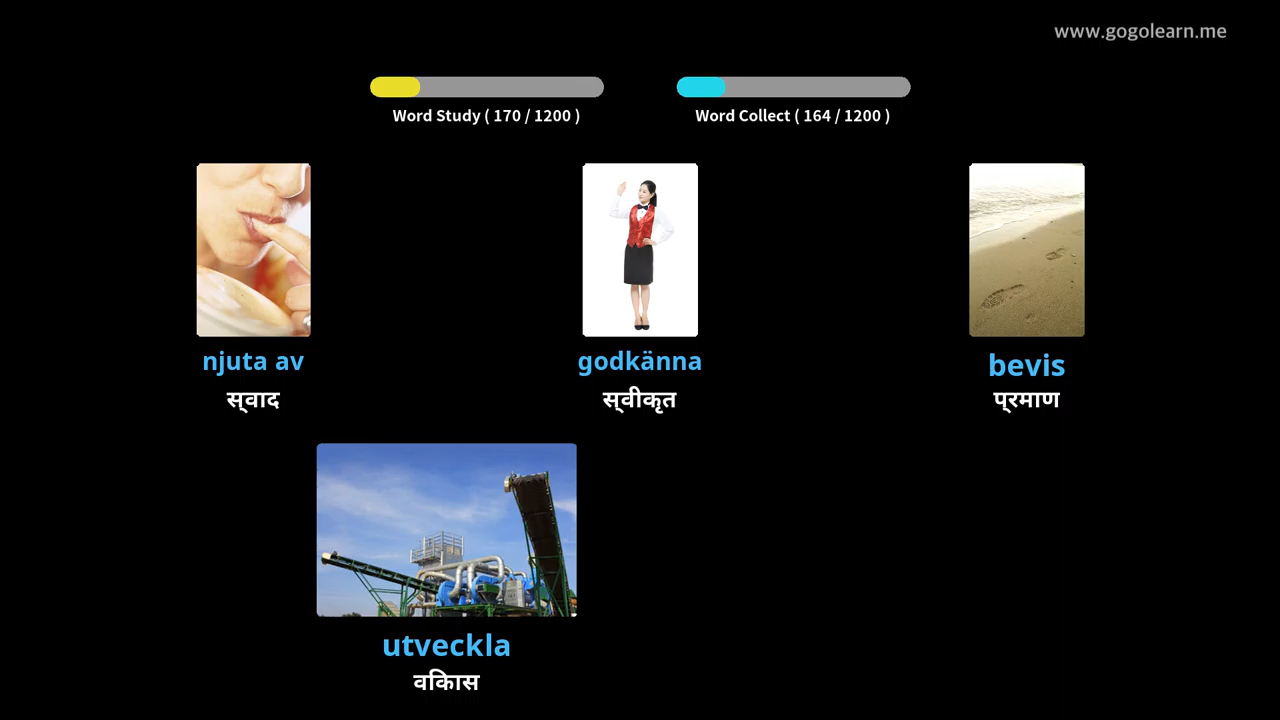 www.gogolearn.me
Word Study ( 170 / 1200 )
Word Collect ( 164 / 1200 )
njuta av
स्वाद
godkänna
स्वीकृत
bevis
प्रमाण
utveckla
विकास